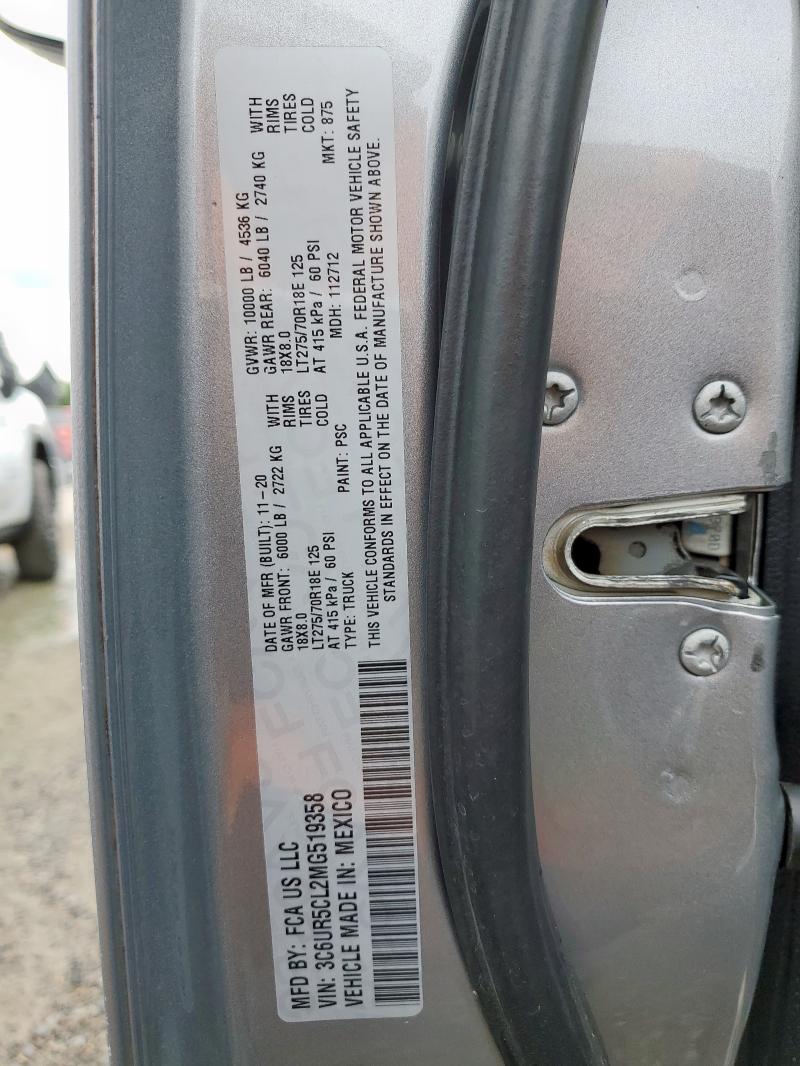 MFD BY: FCA US LLC
VIN: 3C6UR5CL2MG519358
VEHICLE MADE IN: MEXICO
DATE OF MFR (BUILT): 11-20 GVWR: 10000 LB / 4536 KG
GAWR FRONT: 6000 LB / 2722 KG WITH GAWR REAR: 6040 LB / 2740 KG WITH
18X8.0 RIMS 18X8.0 RIMS
LT275/70R18E 125 TIRES LT275/70R18E 125 TIRES
AT 415 kPa / 60 PSI COLD AT 415 kPa / 60 PSI COLD
TYPE: TRUCK PAINT: PSC MDH: 112712 MKT: 875
THIS VEHICLE CONFORMS TO ALL APPLICABLE U.S.A. FEDERAL MOTOR VEHICLE SAFETY
STANDARDS IN EFFECT ON THE DATE OF MANUFACTURE SHOWN ABOVE.